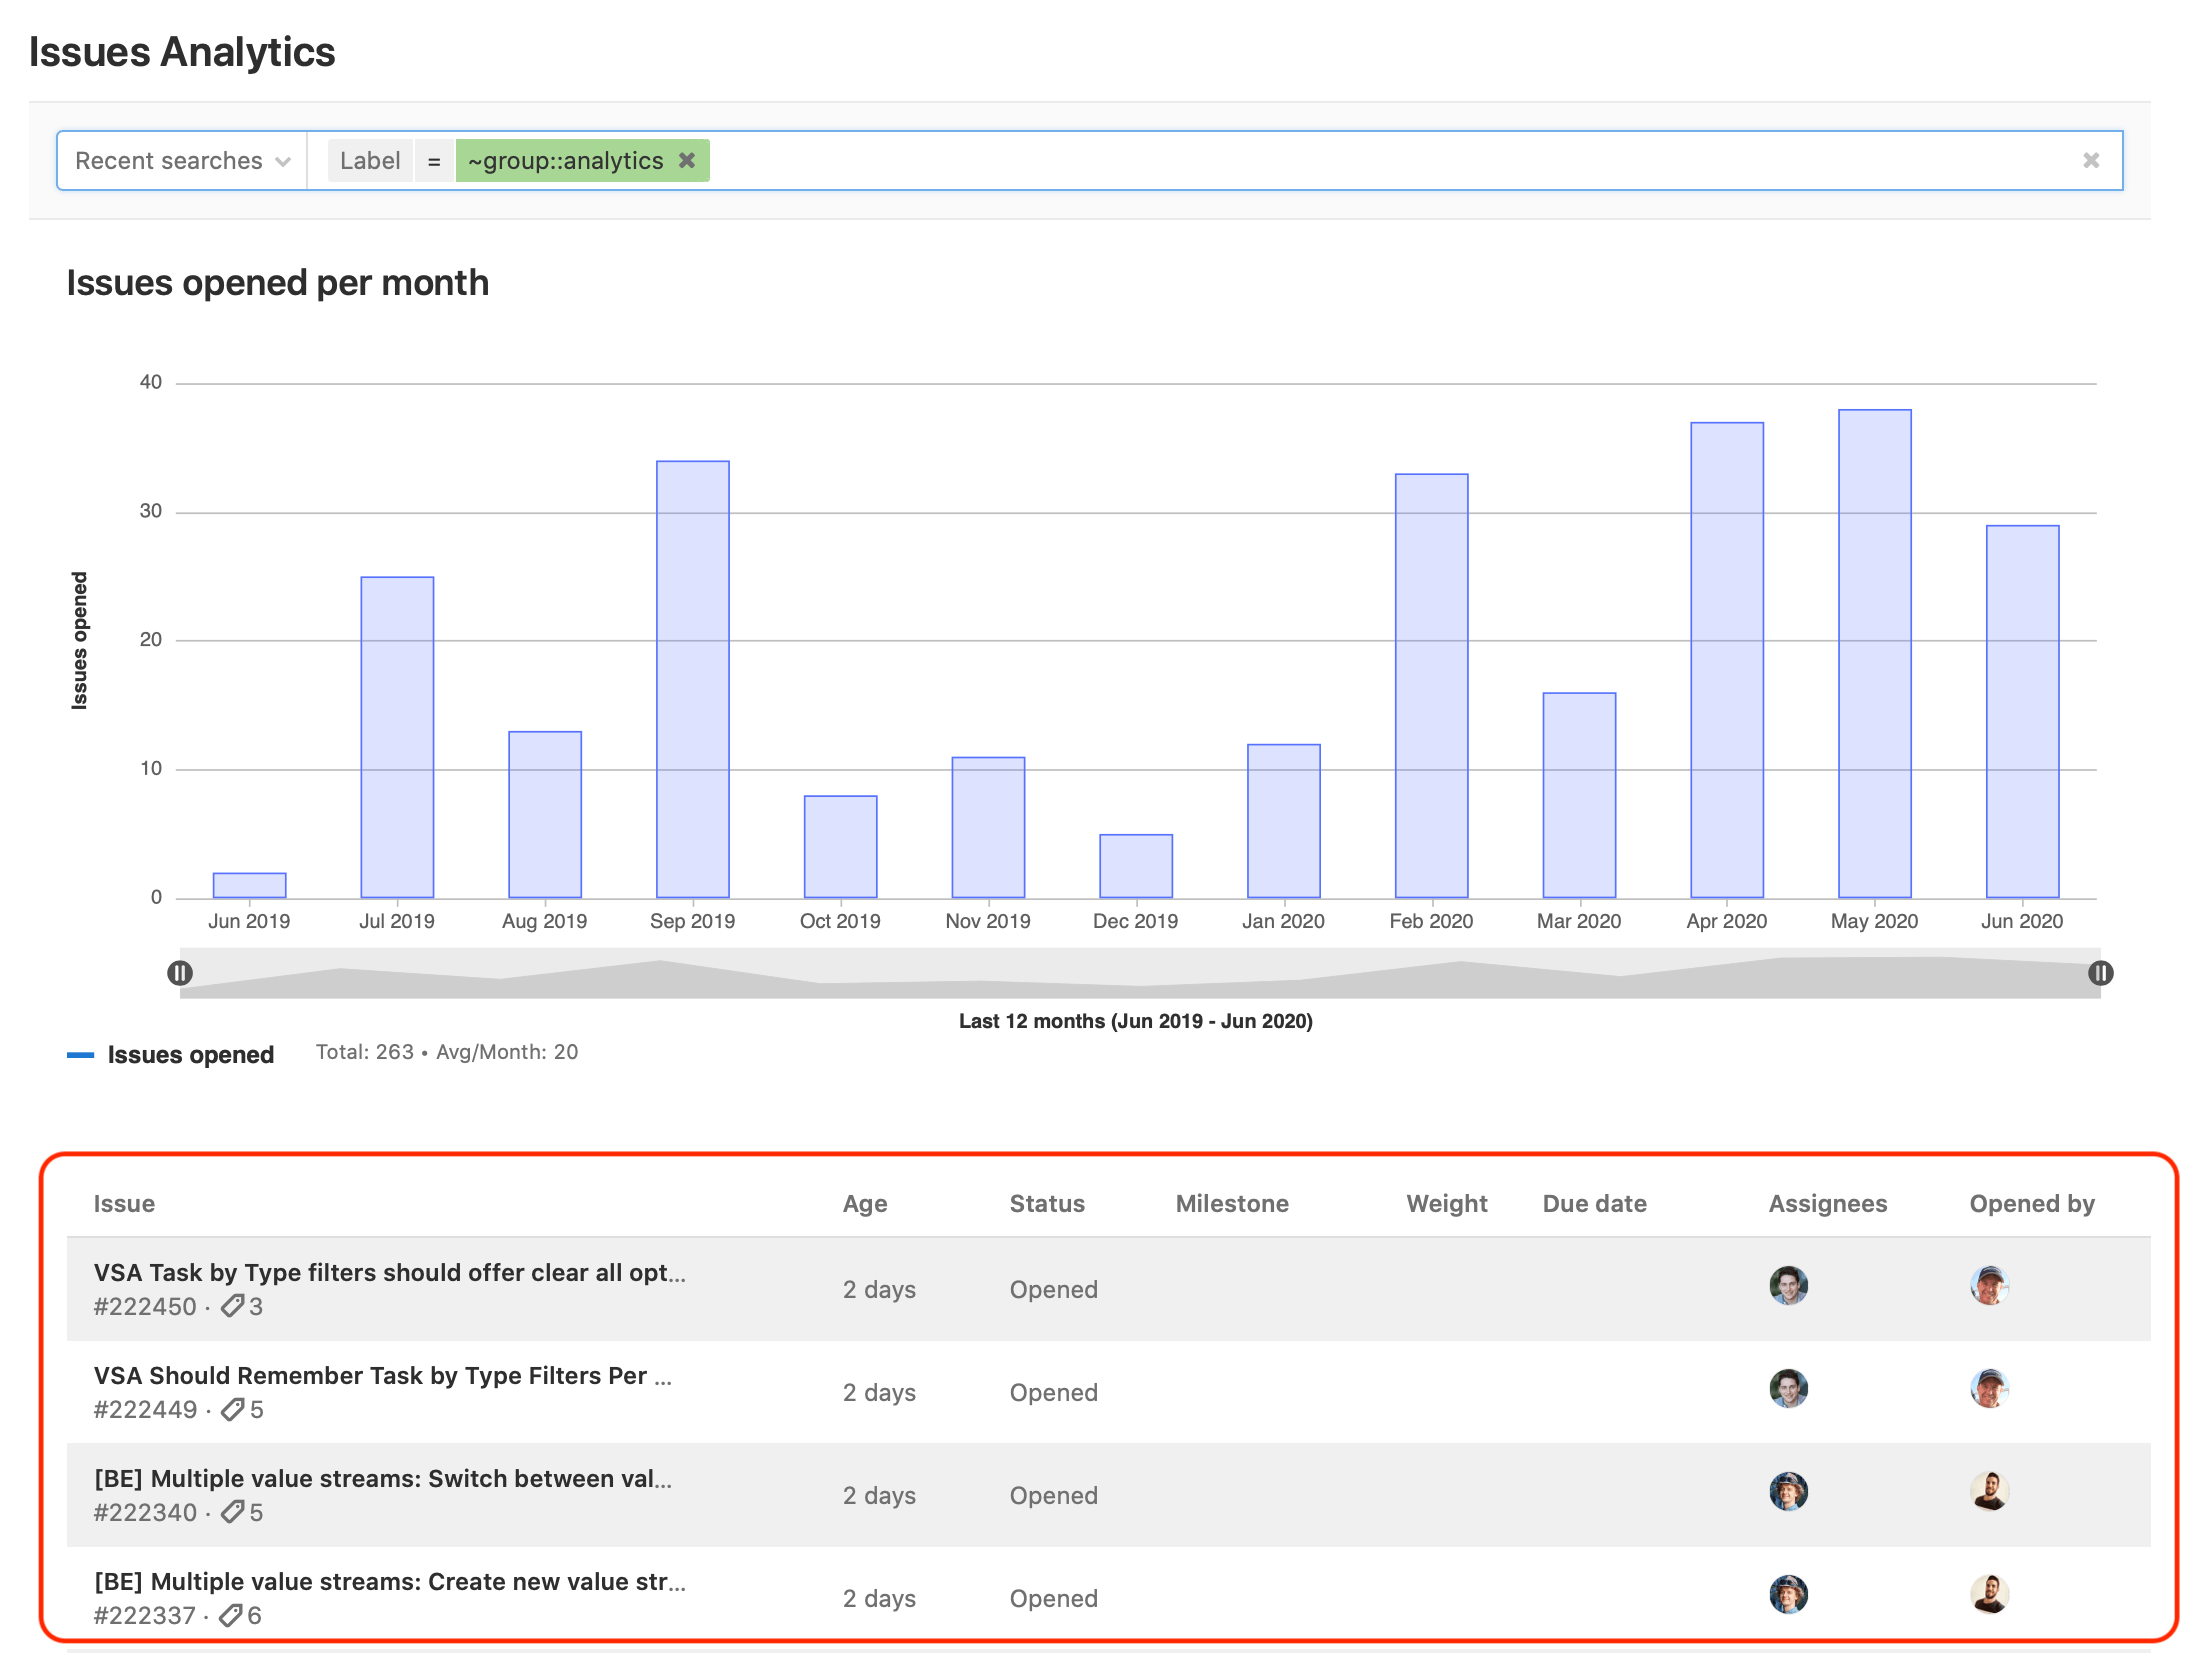 Issues Analytics
Recent searches Label = ~group::analytics
Issues opened per month
40
30
20
10
0
Issues opened
Jun 2019 Jul 2019 Aug 2019 Sep 2019 Oct 2019 Nov 2019 Dec 2019 Jan 2020 Feb 2020 Mar 2020 Apr 2020 May 2020 Jun 2020
Last 12 months (Jun 2019 - Jun 2020)
Issues opened Total: 263 • Avg/Month: 20
Issue Age Status Milestone Weight Due date Assignees Opened by
VSA Task by Type filters should offer clear all opt...
#222450 · 3
2 days Opened
VSA Should Remember Task by Type Filters Per ...
#222449 · 5
2 days Opened
[BE] Multiple value streams: Switch between val...
#222340 · 5
2 days Opened
[BE] Multiple value streams: Create new value str...
#222337 · 6
2 days Opened